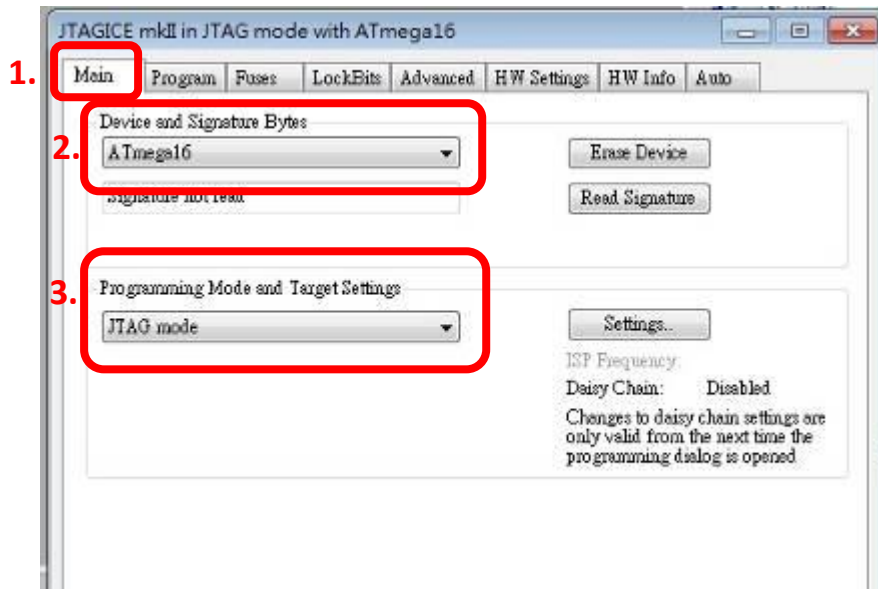 JTAGICE mkII in JTAG mode with ATmega16
1.
Main Program Fuses LockBits Advanced HW Settings HW Info Auto
Device and Signature Bytes
2.
ATmega16
Erase Device
Signature not read
Read Signature
Programming Mode and Target Settings
3.
JTAG mode
Settings..
ISP Frequency:
Daisy Chain: Disabled
Changes to daisy chain settings are
only valid from the next time the
programming dialog is opened